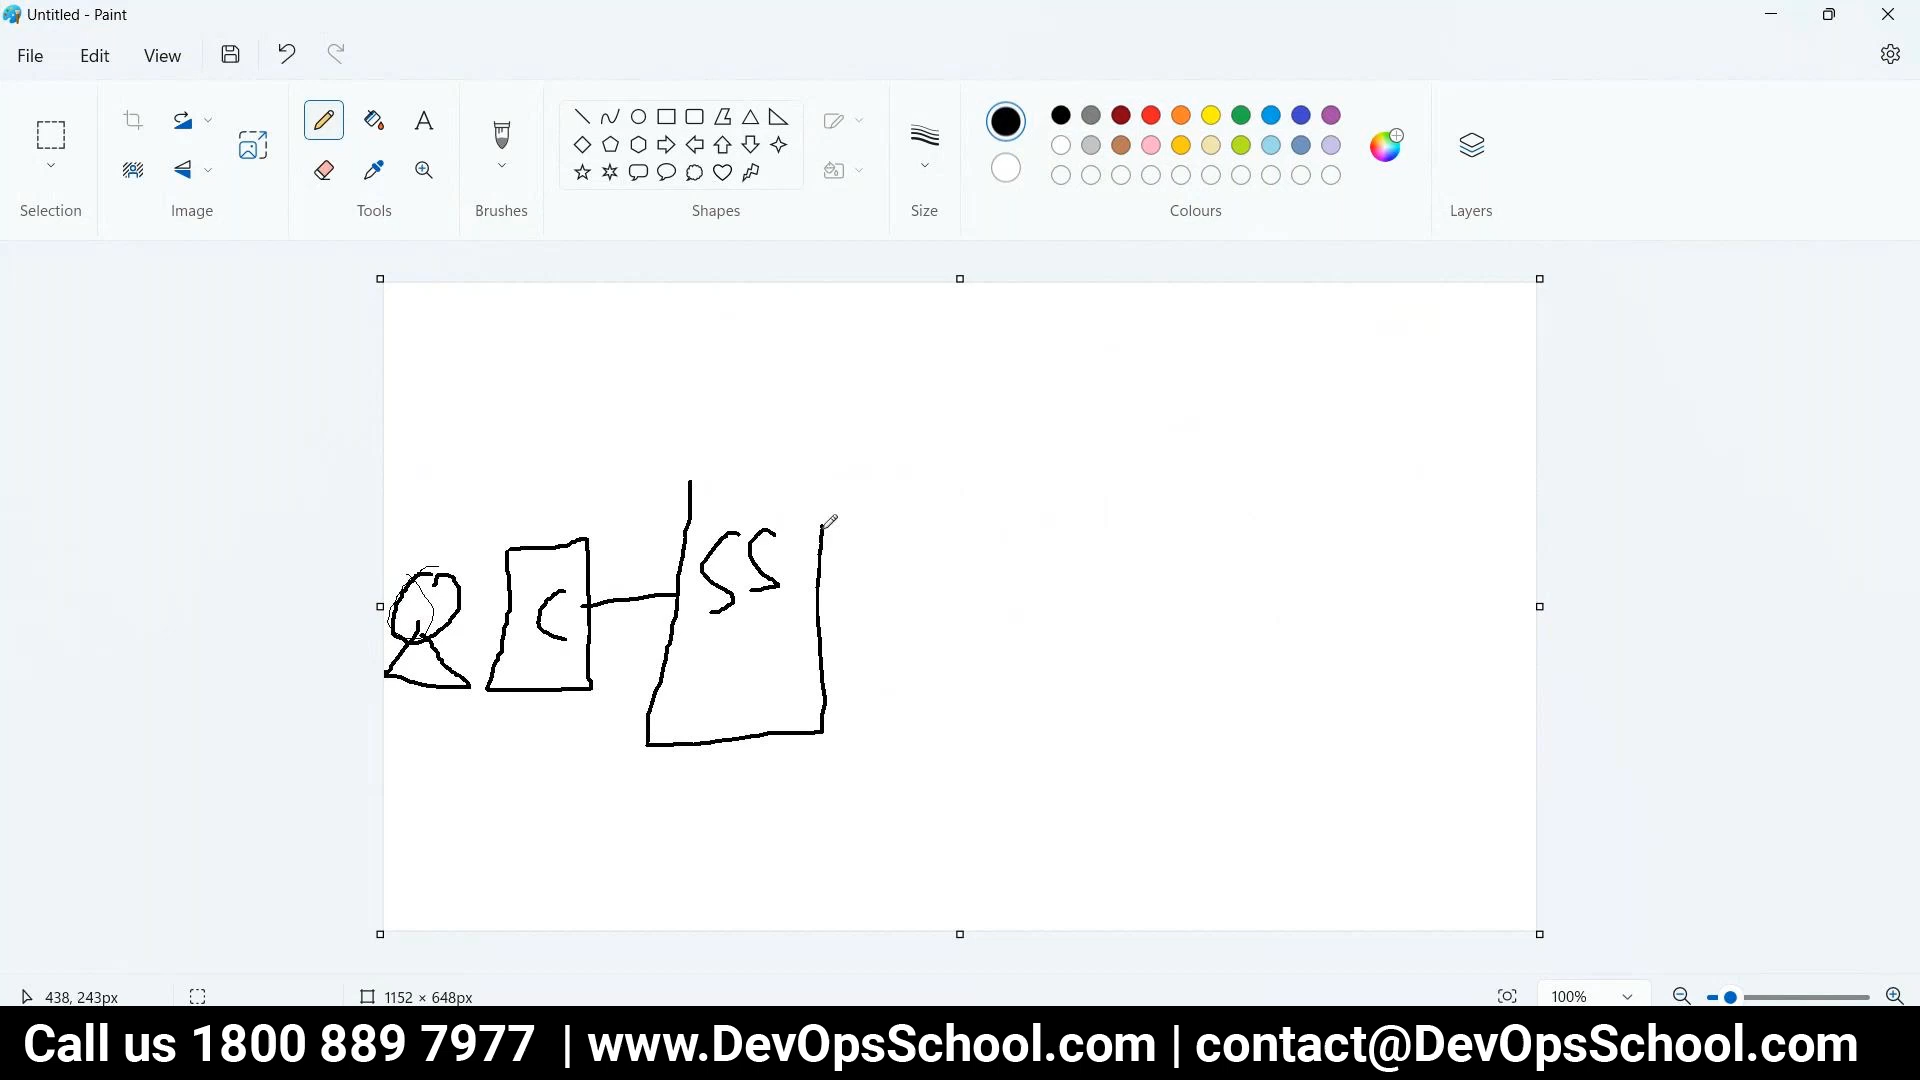 Untitled - Paint
File Edit View
Selection Image Tools Brushes Shapes Size Colours Layers
C
SS
438, 243px 1152 × 648px 100%
Call us 1800 889 7977 | www.DevOpsSchool.com | contact@DevOpsSchool.com